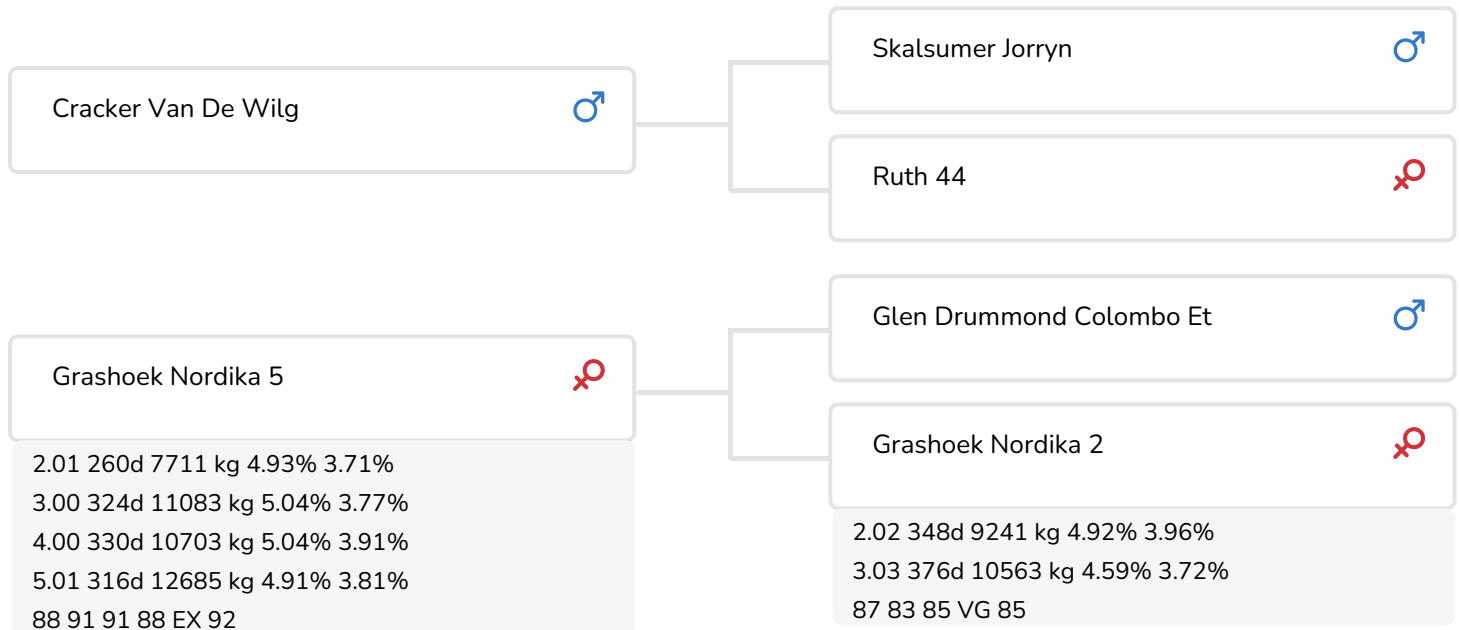 Skalsumer Jorryn
Cracker Van De Wilg
Ruth 44
Glen Drummond Colombo Et
Grashoek Nordika 5
2.01 260d 7711 kg 4.93% 3.71%
3.00 324d 11083 kg 5.04% 3.77%
4.00 330d 10703 kg 5.04% 3.91%
5.01 316d 12685 kg 4.91% 3.81%
88 91 91 88 EX 92
Grashoek Nordika 2
2.02 348d 9241 kg 4.92% 3.96%
3.03 376d 10563 kg 4.59% 3.72%
87 83 85 VG 85